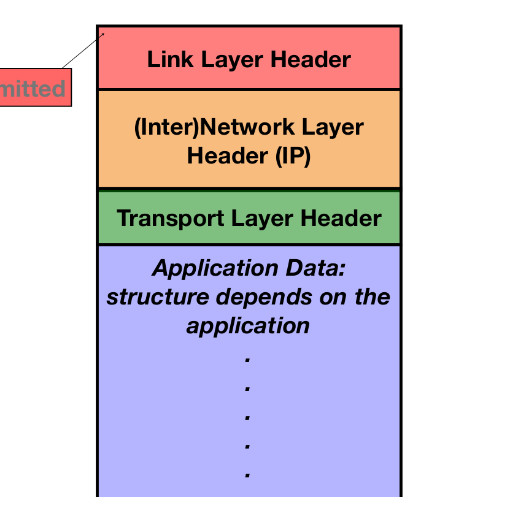 Link Layer Header
mitted
(Inter)Network Layer
Header (IP)
Transport Layer Header
Application Data:
structure depends on the
application
.
.
.
.
.